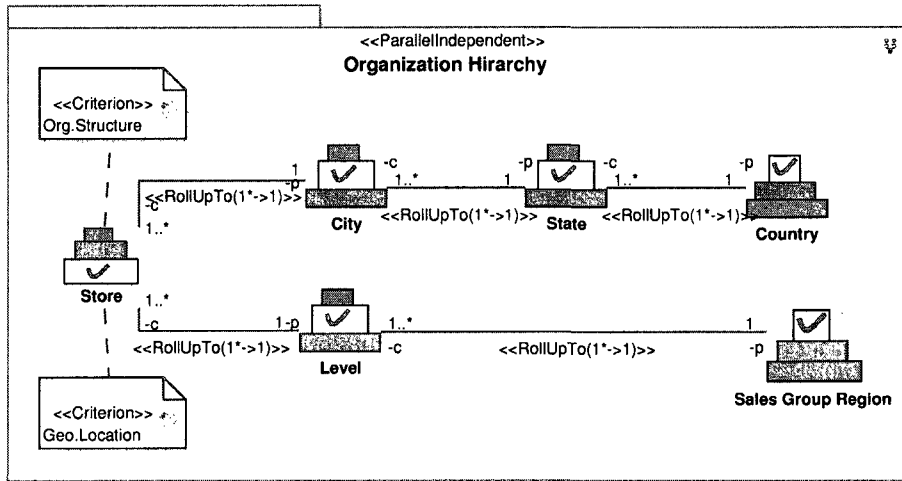 <<ParallelIndependent>>
Organization Hirarchy
<<Criterion>>
Org.Structure
1
-p
<<RollUpTo(1*->1)>>
-c
1..*
City
-c
1..*
<<RollUpTo(1*->1)>>
1
-p
State
-c
1..*
<<RollUpTo(1*->1)>>
1
-p
Country
Store
1..*
-c
1 -p
<<RollUpTo(1*->1)>>
Level
1..*
-c
<<RollUpTo(1*->1)>>
1
-p
Sales Group Region
<<Criterion>>
Geo.Location